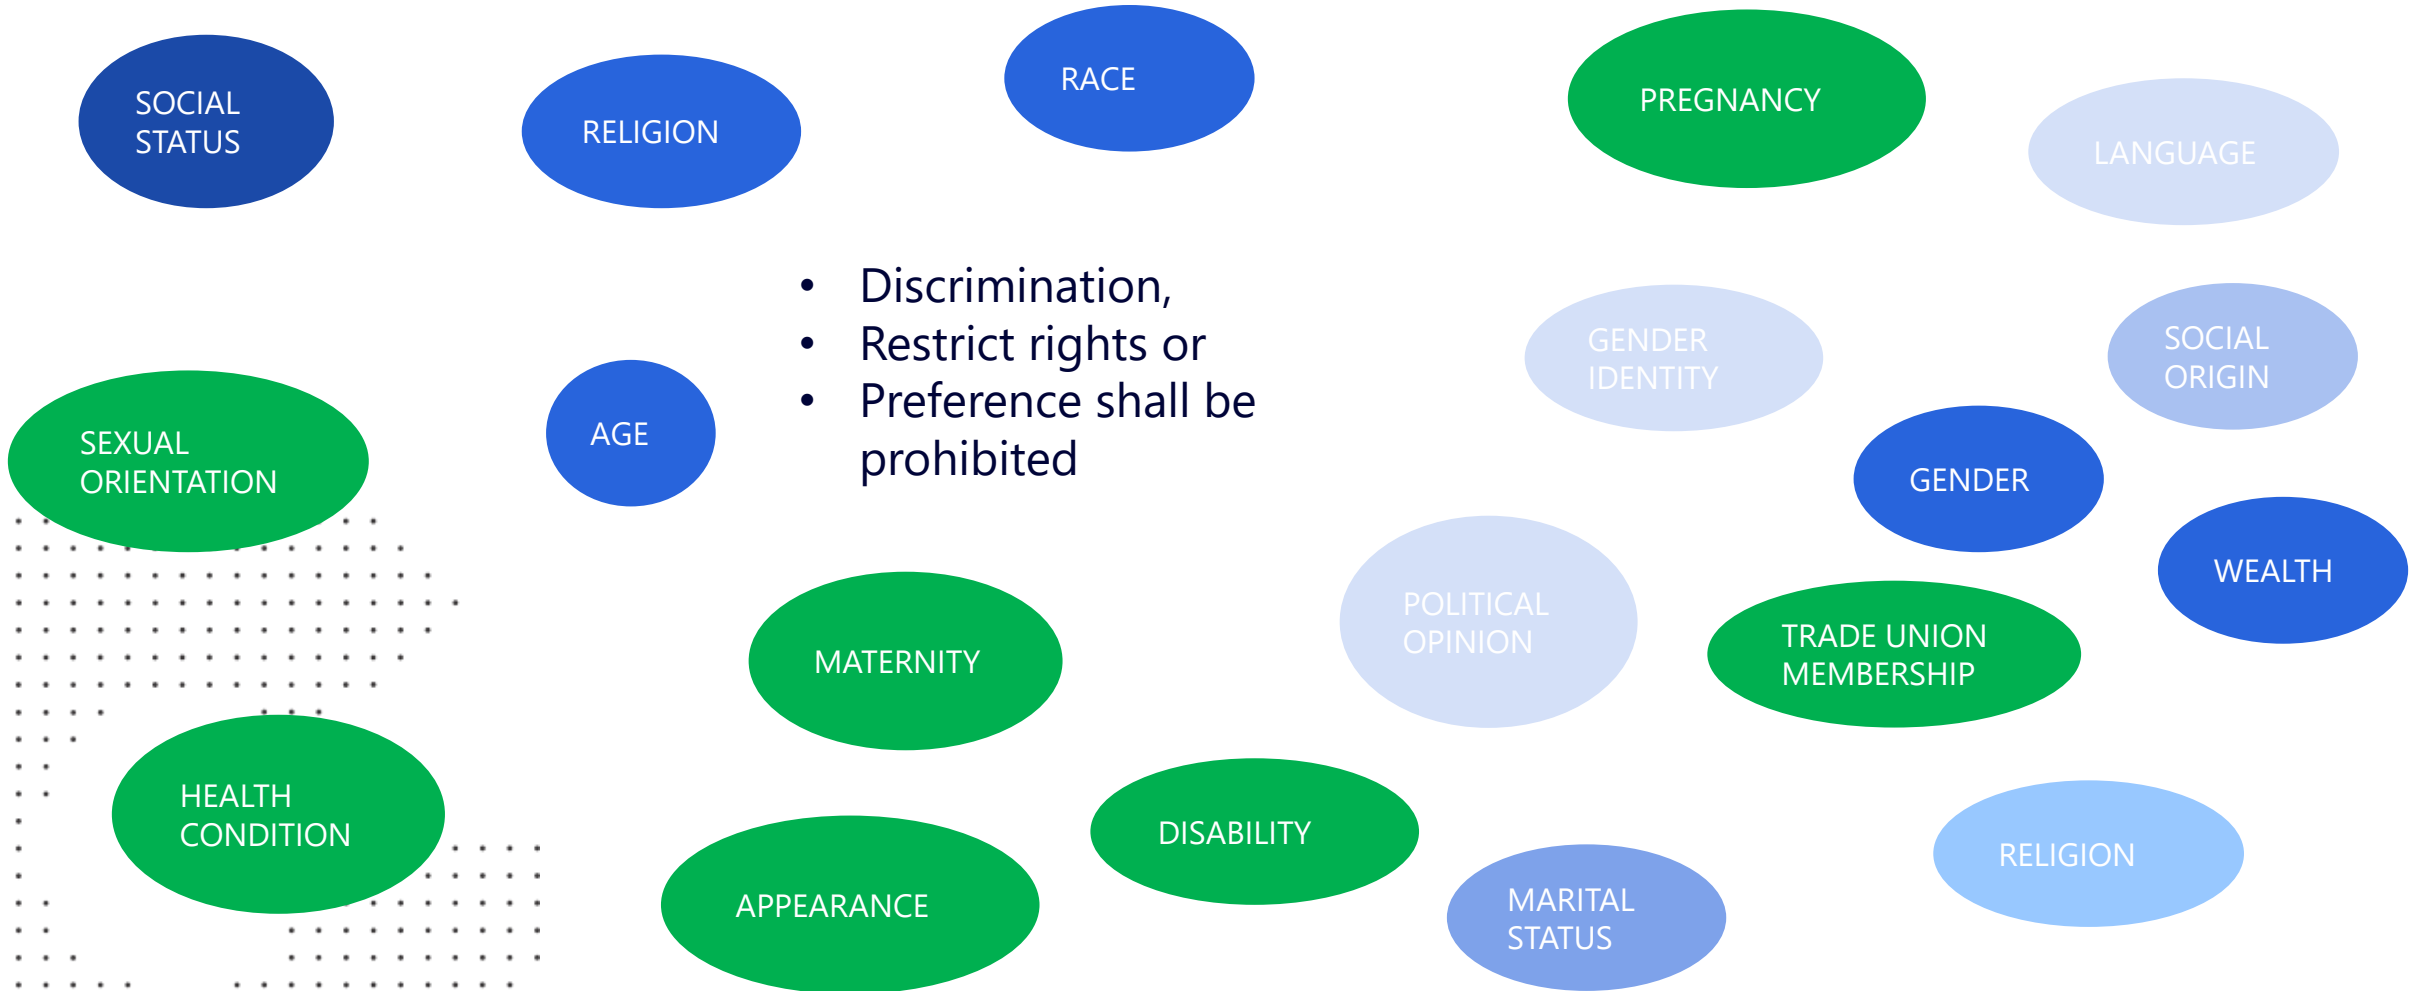 SOCIAL
STATUS
RELIGION
RACE
PREGNANCY
LANGUAGE
• Discrimination,
• Restrict rights or
• Preference shall be
prohibited
GENDER
IDENTITY
SOCIAL
ORIGIN
SEXUAL
ORIENTATION
AGE
GENDER
WEALTH
MATERNITY
POLITICAL
OPINION
TRADE UNION
MEMBERSHIP
HEALTH
CONDITION
APPEARANCE
DISABILITY
MARITAL
STATUS
RELIGION